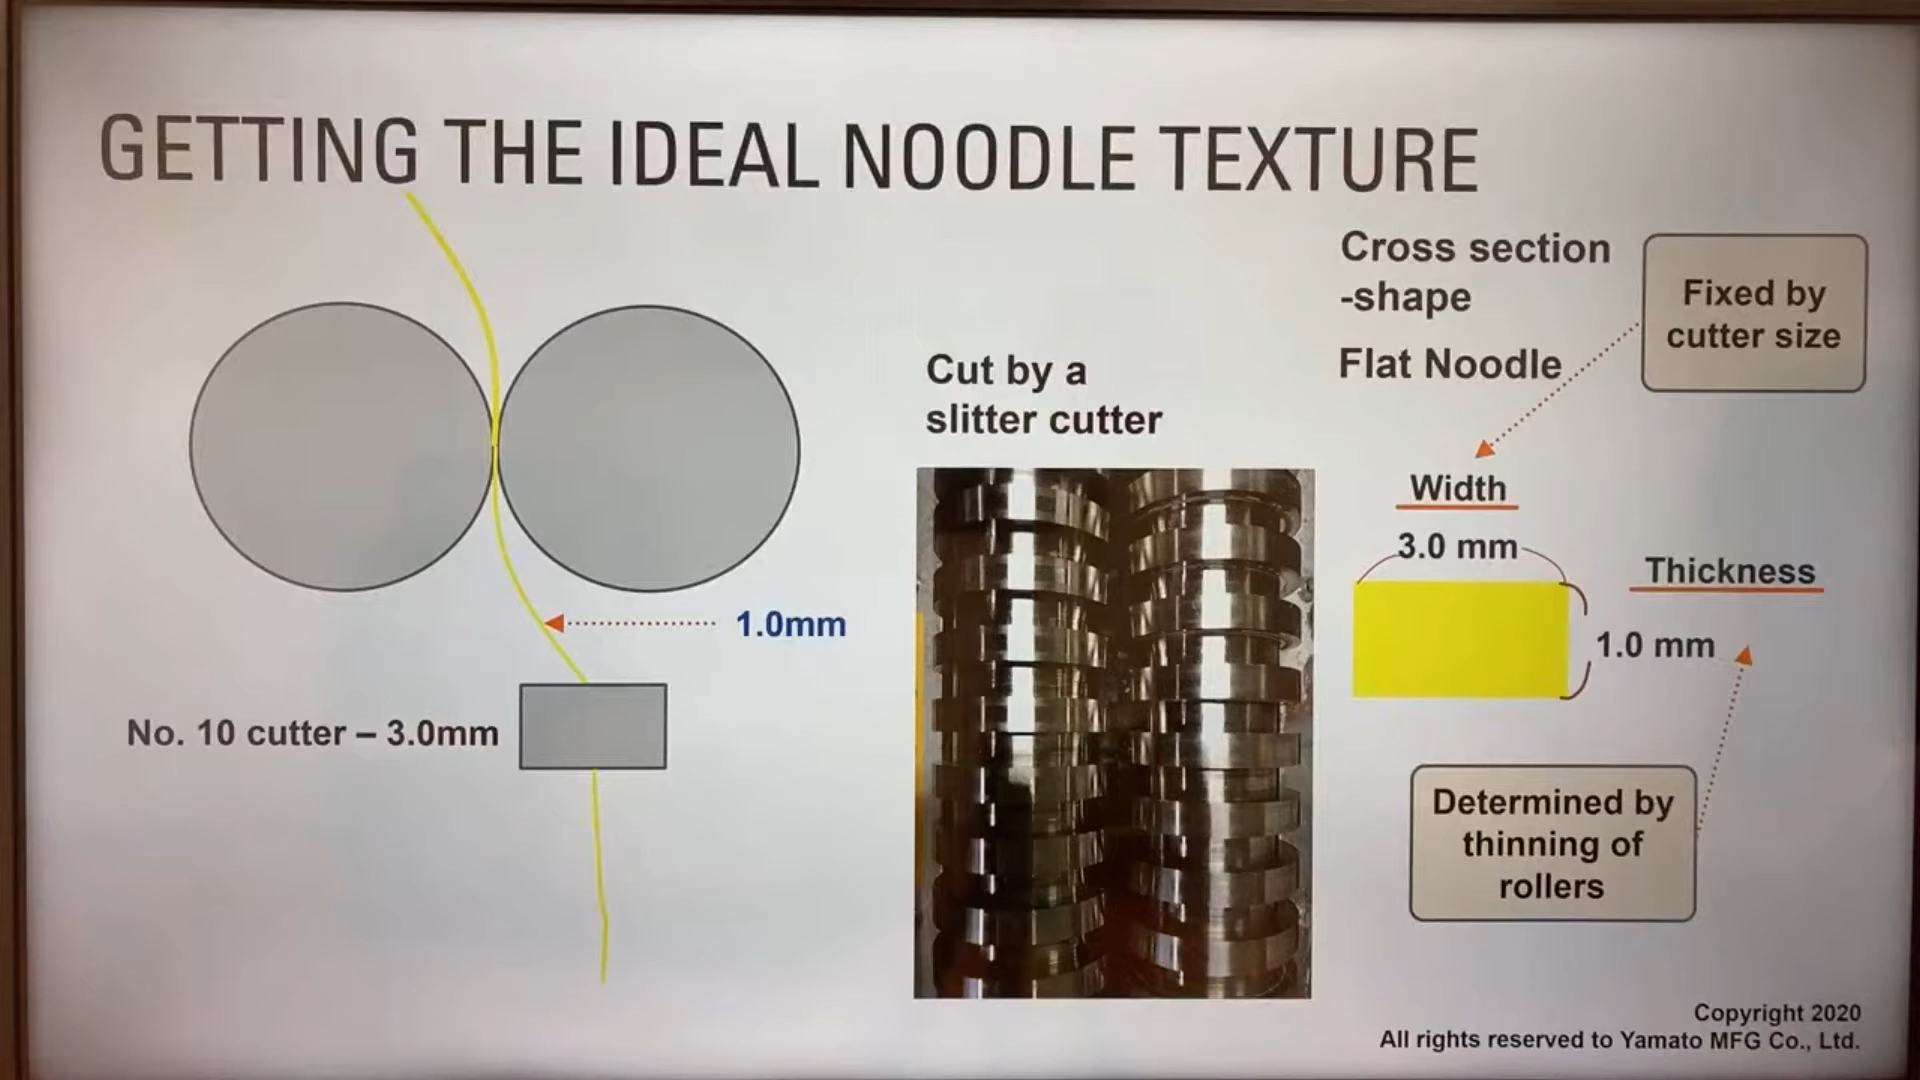 GETTING THE IDEAL NOODLE TEXTURE
Cross section
-shape
Flat Noodle
Fixed by
cutter size
Cut by a
slitter cutter
Width
3.0 mm
Thickness
1.0 mm
1.0mm
No. 10 cutter – 3.0mm
Determined by
thinning of
rollers
Copyright 2020
All rights reserved to Yamato MFG Co., Ltd.